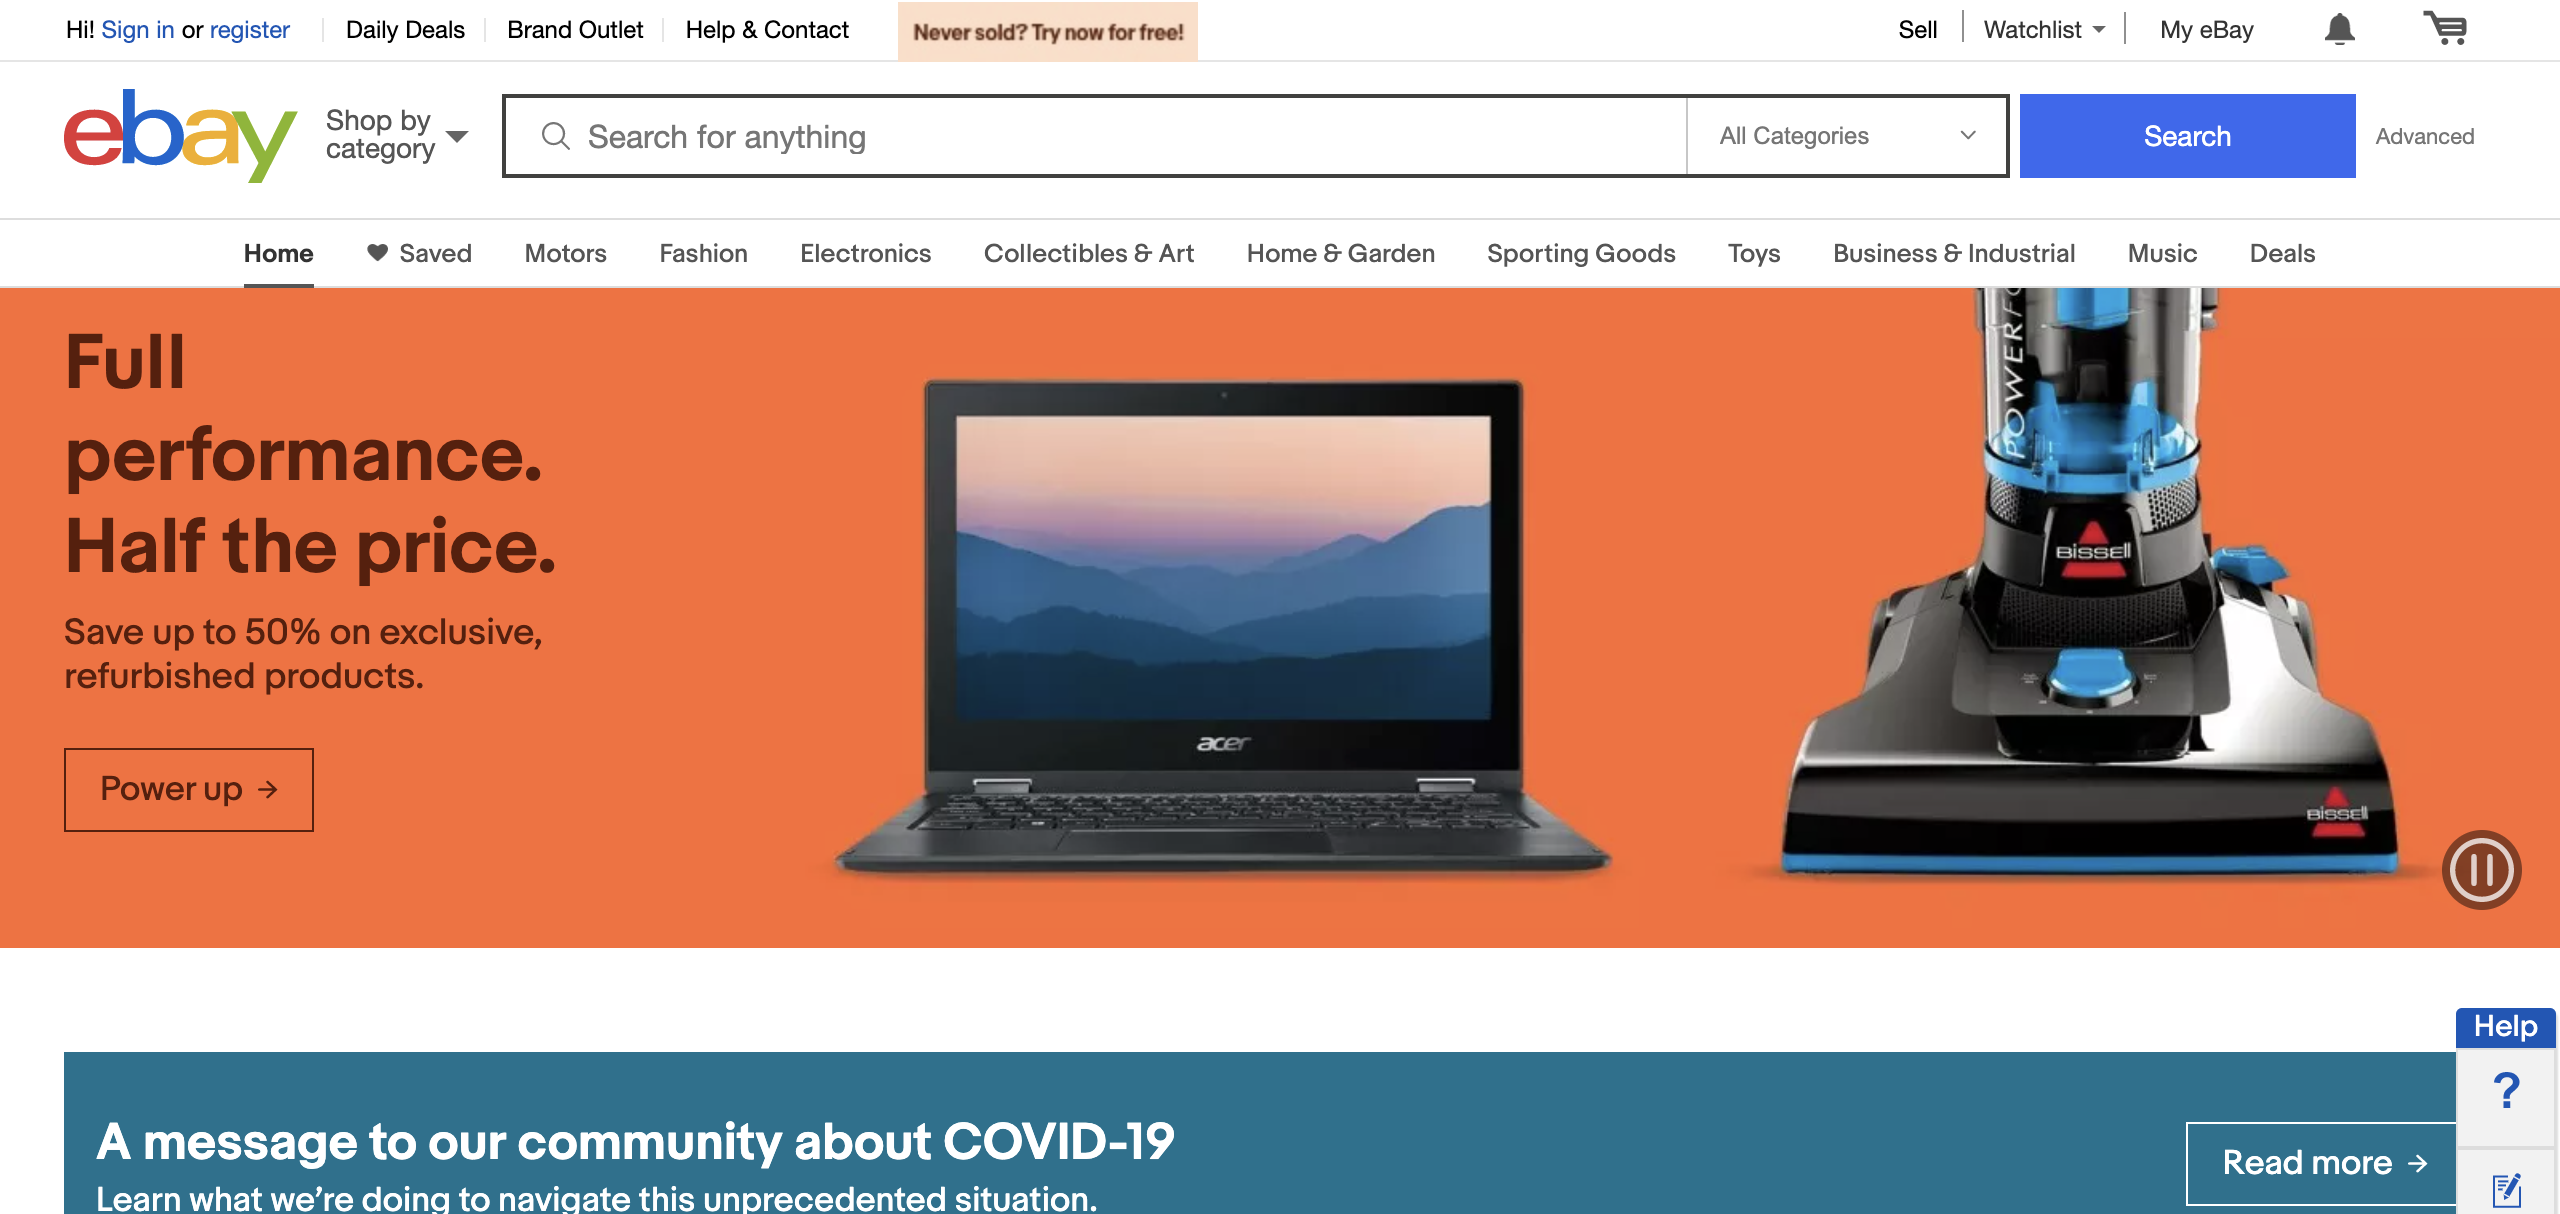 Hi! Sign in or register
Daily Deals
Brand Outlet
Help & Contact
Never sold? Try now for free!
Sell
Watchlist
My eBay
ebay
Shop by
category
Search for anything
All Categories
Search
Advanced
Home
Saved
Motors
Fashion
Electronics
Collectibles & Art
Home & Garden
Sporting Goods
Toys
Business & Industrial
Music
Deals
Full
performance.
Half the price.
Save up to 50% on exclusive,
refurbished products.
Power up →
acer
BISSELL
BISSELL
Help
?
A message to our community about COVID-19
Learn what we're doing to navigate this unprecedented situation.
Read more →